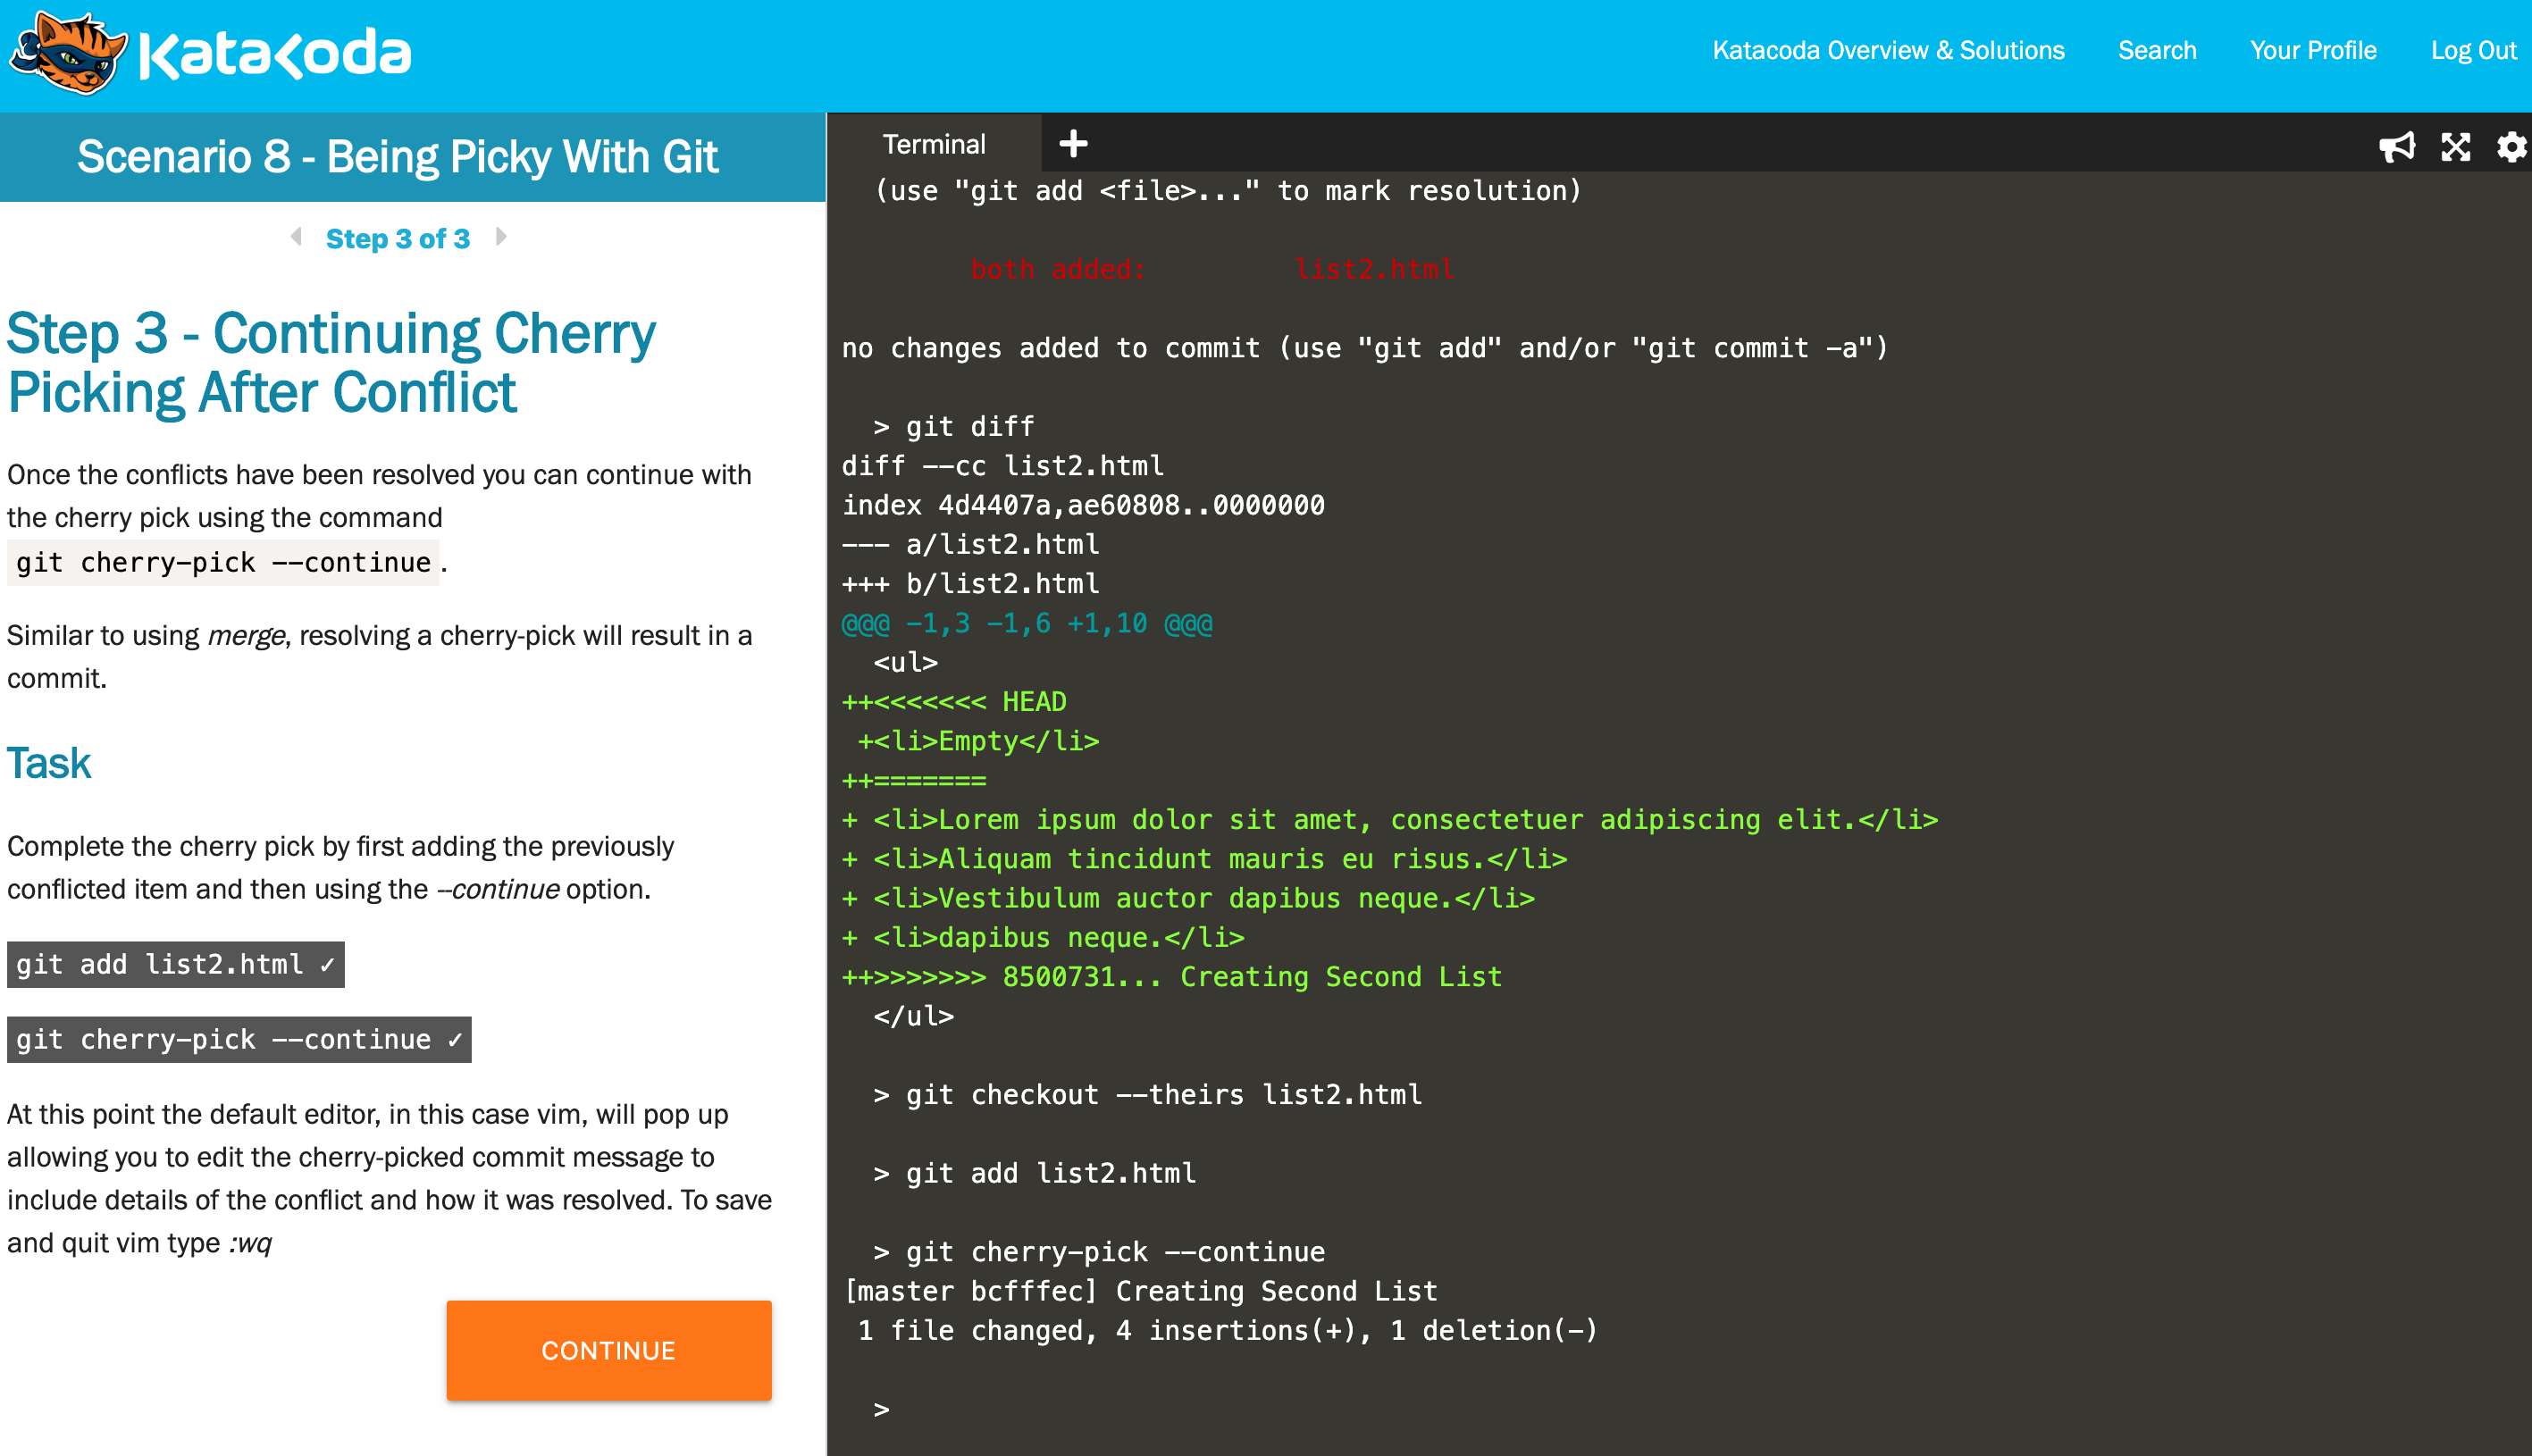 KataKoda
Katacoda Overview & Solutions
Search
Your Profile
Log Out
Scenario 8 - Being Picky With Git
Step 3 of 3
Step 3 - Continuing Cherry
Picking After Conflict
Once the conflicts have been resolved you can continue with
the cherry pick using the command
git cherry-pick --continue.
Similar to using merge, resolving a cherry-pick will result in a
commit.
Task
Complete the cherry pick by first adding the previously
conflicted item and then using the --continue option.
git add list2.html ✓
git cherry-pick --continue ✓
At this point the default editor, in this case vim, will pop up
allowing you to edit the cherry-picked commit message to
include details of the conflict and how it was resolved. To save
and quit vim type :wq
CONTINUE
Terminal
(use "git add <file>..." to mark resolution)
both added: list2.html
no changes added to commit (use "git add" and/or "git commit -a")
> git diff
diff --cc list2.html
index 4d4407a,ae60808..0000000
--- a/list2.html
+++ b/list2.html
@@@ -1,3 -1,6 +1,10 @@@
<ul>
++<<<<<<< HEAD
+<li>Empty</li>
++=======
+ <li>Lorem ipsum dolor sit amet, consectetuer adipiscing elit.</li>
+ <li>Aliquam tincidunt mauris eu risus.</li>
+ <li>Vestibulum auctor dapibus neque.</li>
+ <li>dapibus neque.</li>
++>>>>>>> 8500731... Creating Second List
</ul>
> git checkout --theirs list2.html
> git add list2.html
> git cherry-pick --continue
[master bcfffec] Creating Second List
1 file changed, 4 insertions(+), 1 deletion(-)
>